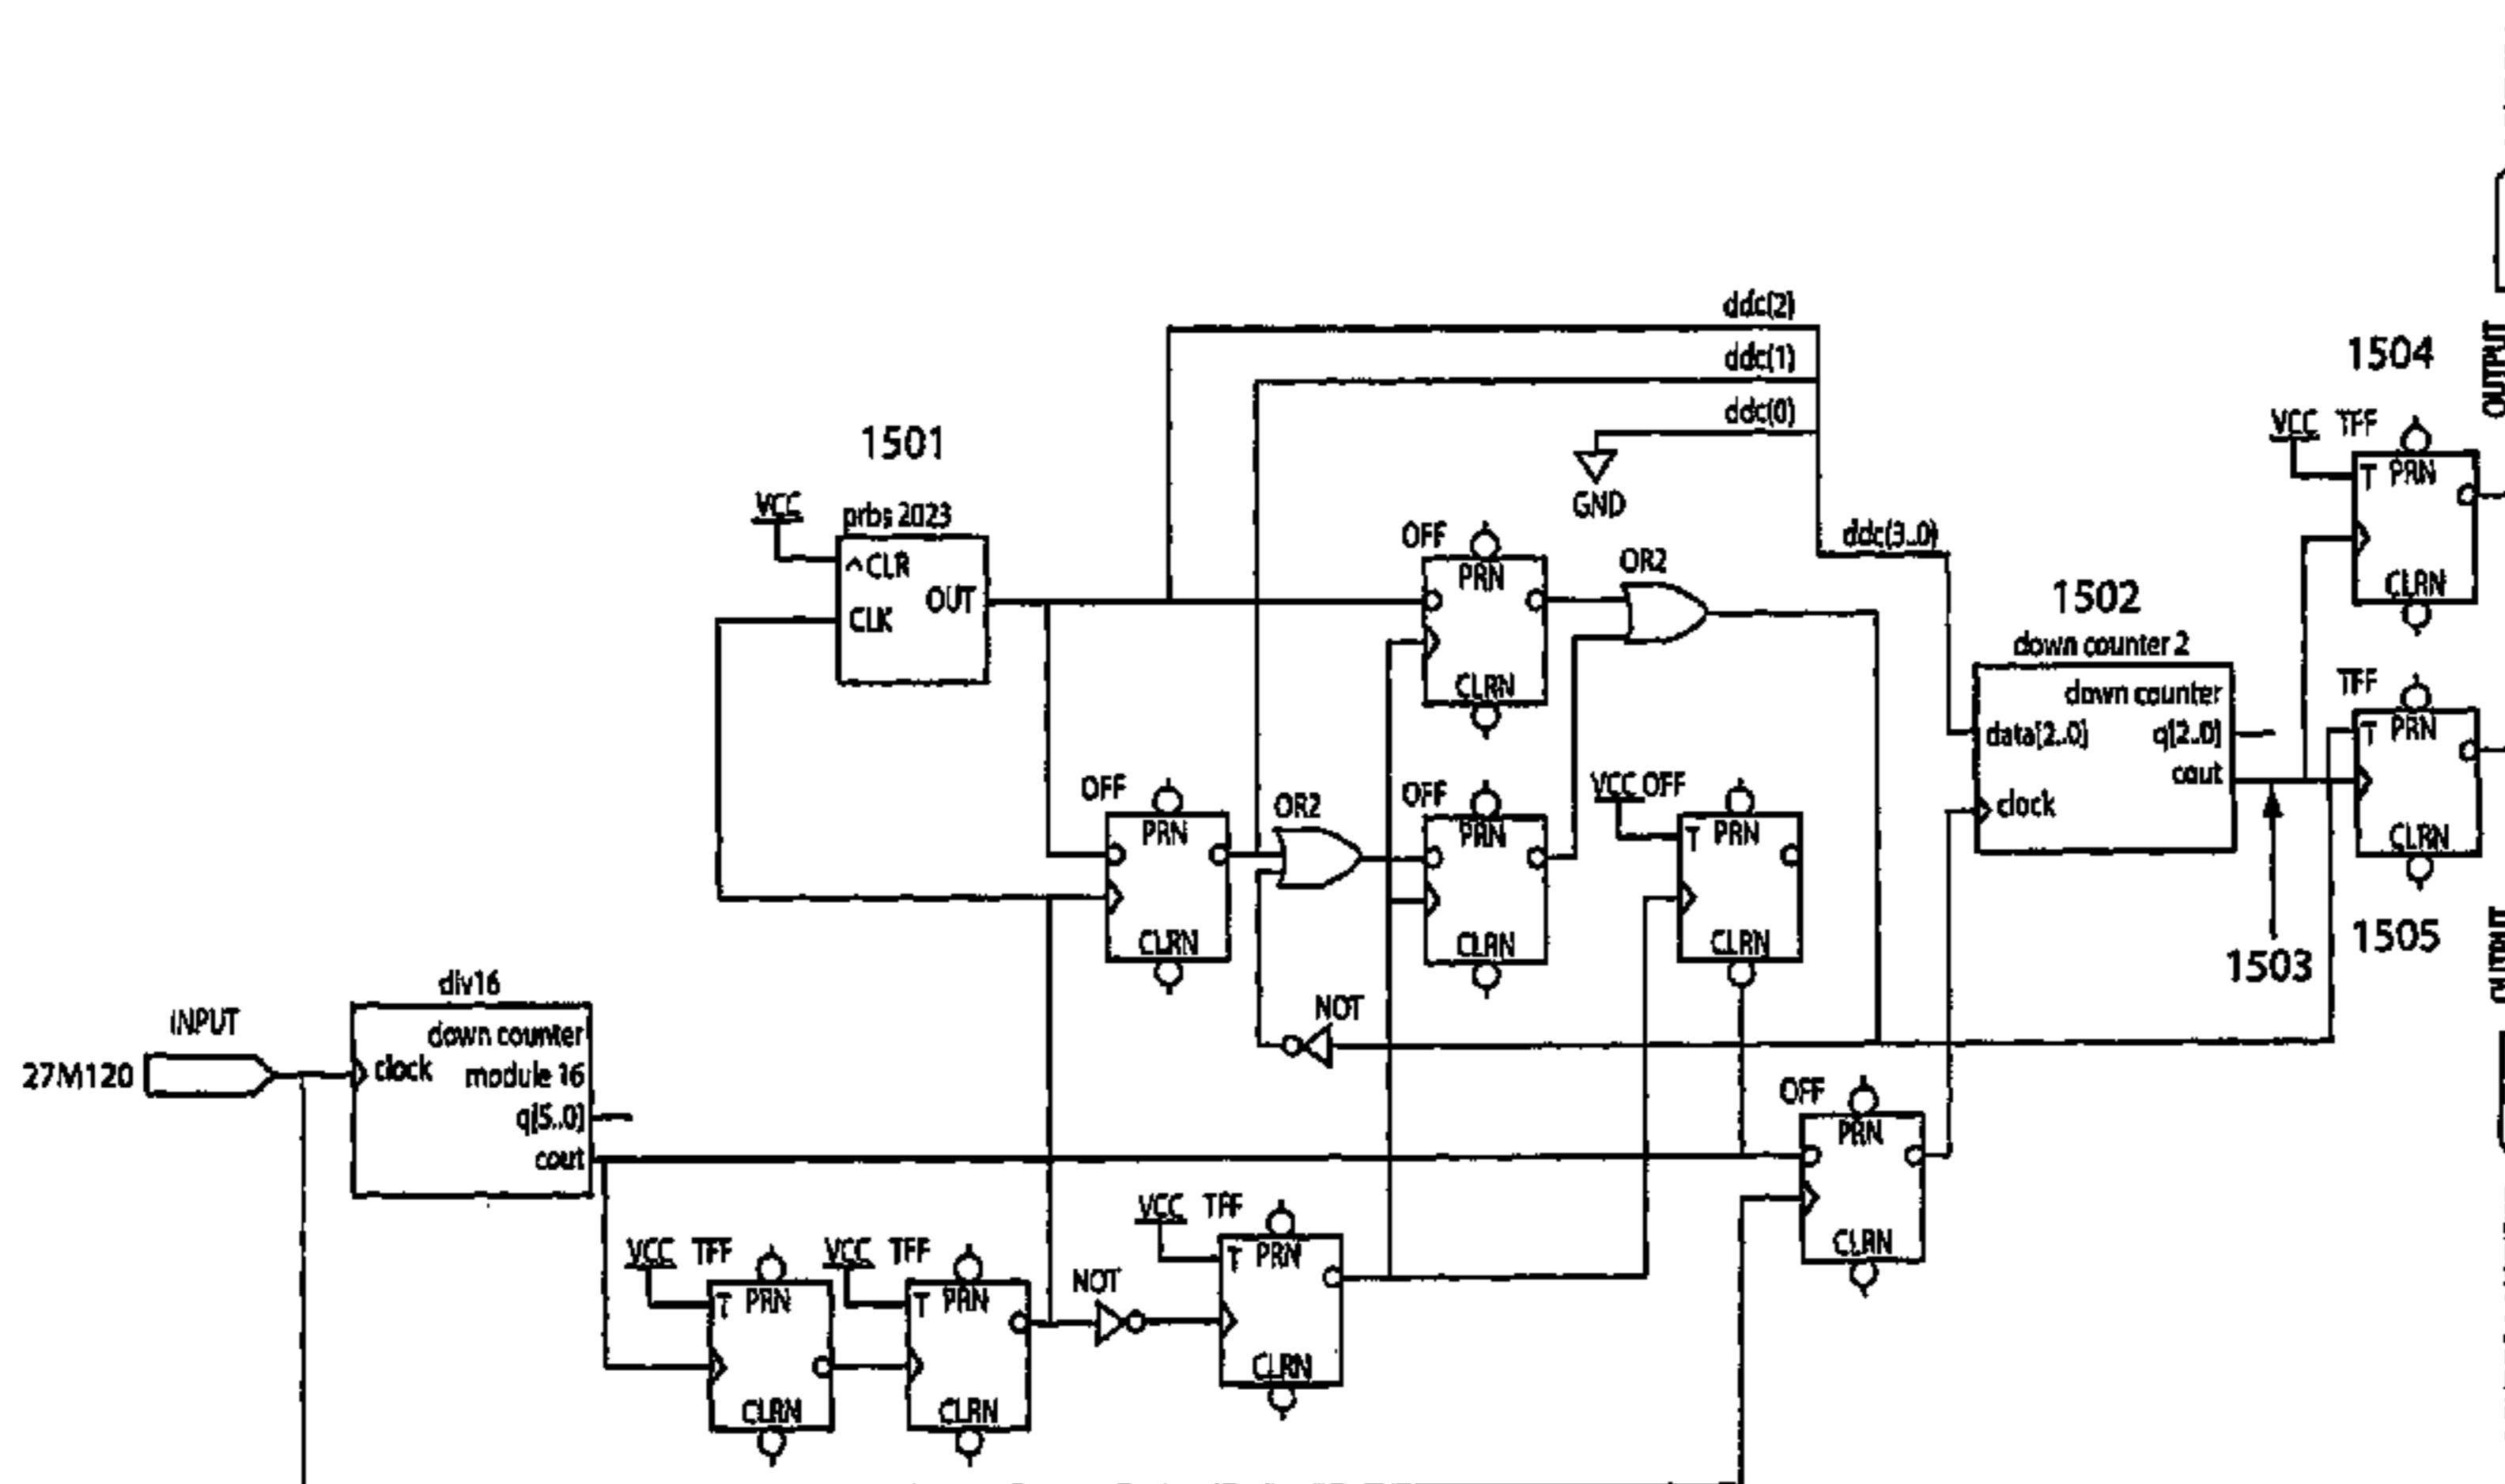 ddc(2)
ddc(1)
ddc(0)
GND
ddc(3..0)
1501
VCC
prbs 2023
^CLR
CLK
OUT
OFF
PRN
CLRN
OR2
1504
OUTPUT
VCC TFF
T PRN
CLRN
1502
down counter 2
down counter
data[2..0]
q[2..0]
cout
clock
TFF
T PRN
CLRN
1503
1505
OFF
PRN
CLRN
OR2
OFF
PRN
CLRN
VCC OFF
T PRN
CLRN
NOT
INPUT
27M120
div16
down counter
clock
module 16
q[5..0]
cout
OFF
PRN
CLRN
VCC TFF
T PRN
CLRN
VCC TFF
T PRN
CLRN
NOT
VCC TFF
T PRN
CLRN